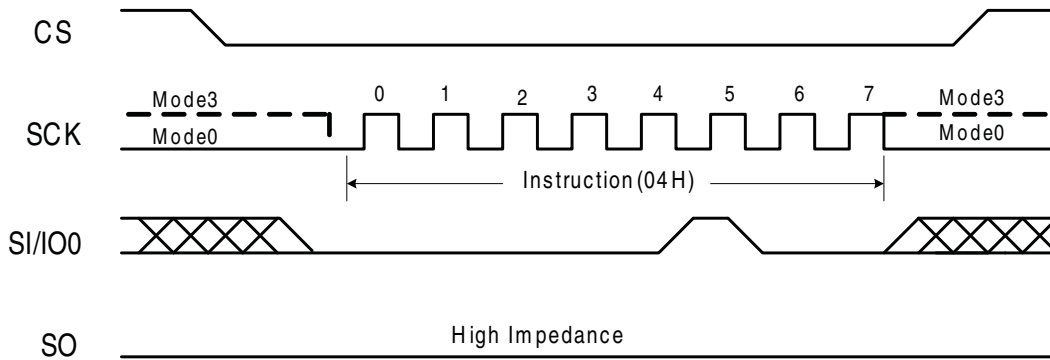 CS
0 1 2 3 4 5 6 7
Mode3 Mode3
SCK Mode0 Mode0
Instruction(04H)
SI/IO0
High Impedance
SO